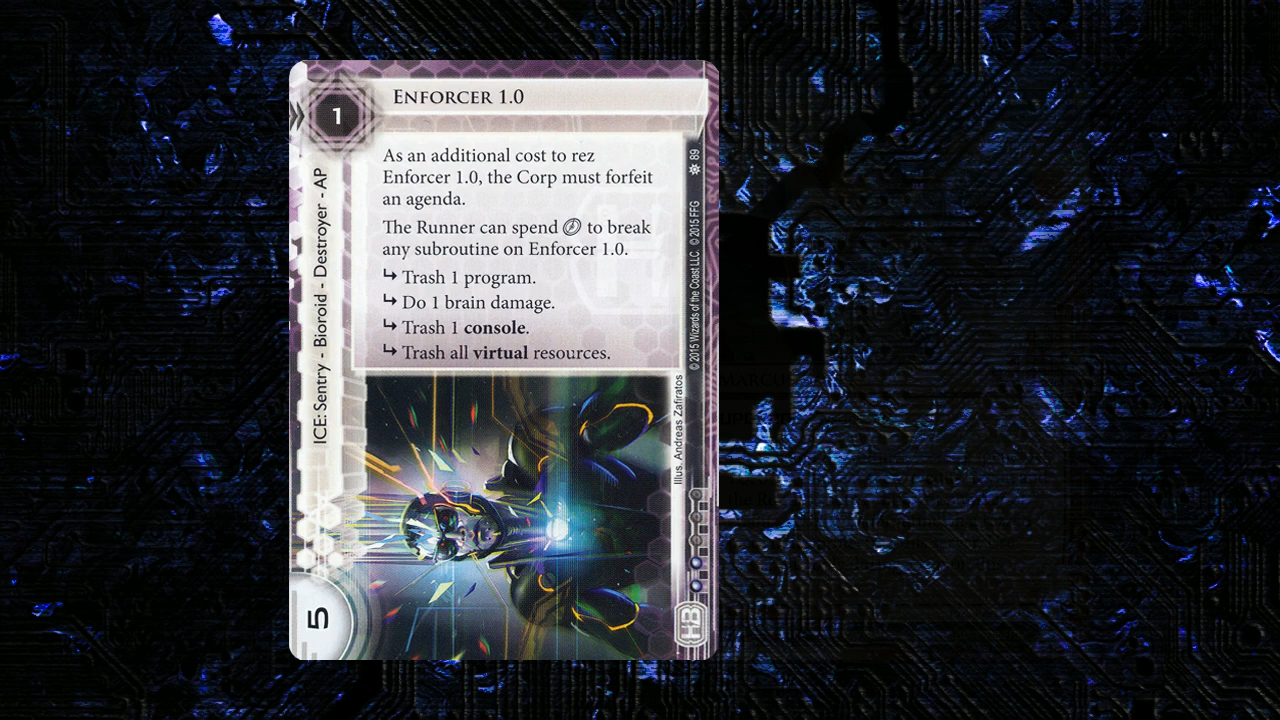 1
ENFORCER 1.0
As an additional cost to rez
Enforcer 1.0, the Corp must forfeit
an agenda.
The Runner can spend to break
any subroutine on Enforcer 1.0.
Trash 1 program.
Do 1 brain damage.
Trash 1 console.
Trash all virtual resources.
ICE: Sentry - Bioroid - Destroyer - AP
5
Illus. Andreas Zafiratos
© 2015 Wizards of the Coast LLC. © 2015 FFG
89
HB
MARCU
the R